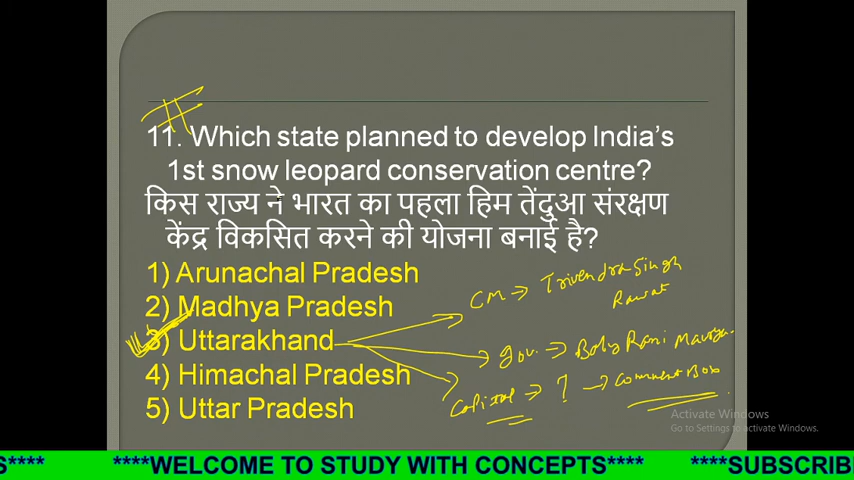 11. Which state planned to develop India's
1st snow leopard conservation centre?
किस राज्य ने भारत का पहला हिम तेंदुआ संरक्षण
केंद्र विकसित करने की योजना बनाई है?
1) Arunachal Pradesh
2) Madhya Pradesh
3) Uttarakhand
4) Himachal Pradesh
5) Uttar Pradesh
CM → Trivendra Singh
Rawat
gov. → Baby Rani Maurya
Capital → ? → Comment Box
Activate Windows
Go to Settings to activate Windows.
S**** ****WELCOME TO STUDY WITH CONCEPTS**** ****SUBSCRIB